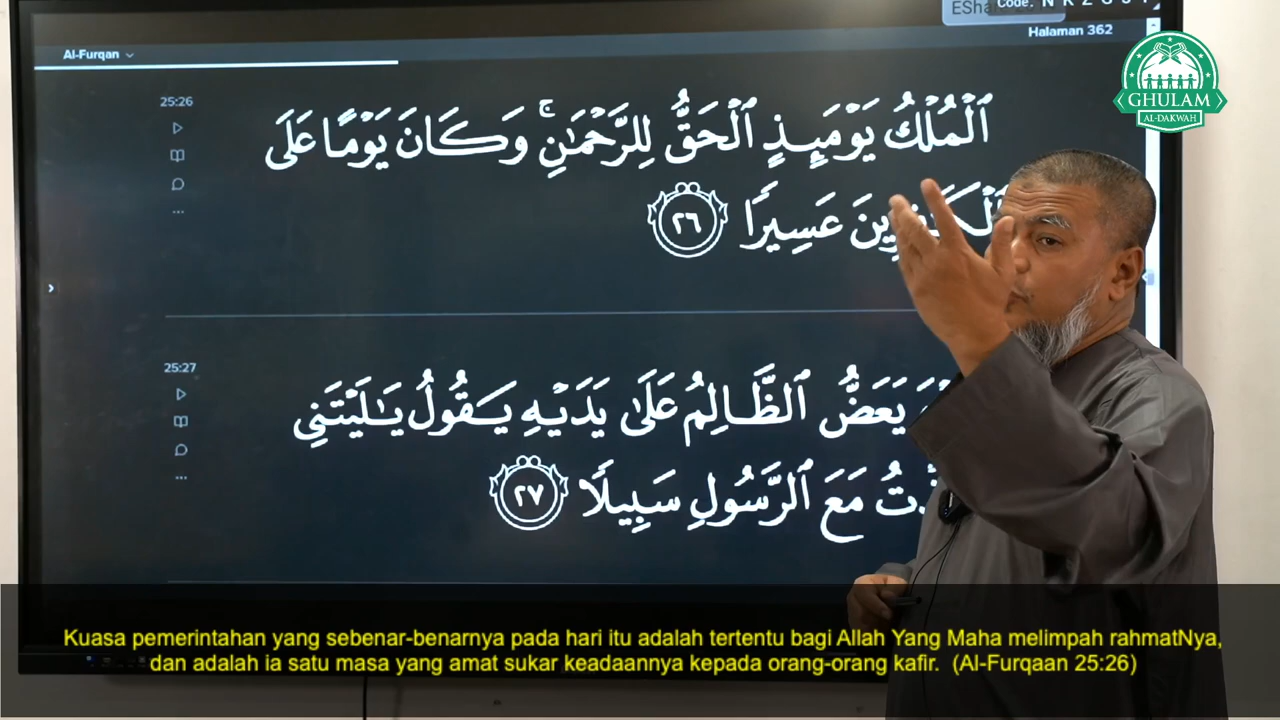 Code:
Halaman 362
Al-Furqan
GHULAM
AL-DAKWAH
25:26
ٱلْمُلْكُ يَوْمَئِذٍ ٱلْحَقُّ لِلرَّحْمَٰنِ ۚ وَكَانَ يَوْمًا عَلَى
ٱلْكَٰفِرِينَ عَسِيرًا ٢٦
25:27
يَعَضُّ ٱلظَّالِمُ عَلَىٰ يَدَيْهِ يَقُولُ يَٰلَيْتَنِى
مَعَ ٱلرَّسُولِ سَبِيلًا ٢٧
Kuasa pemerintahan yang sebenar-benarnya pada hari itu adalah tertentu bagi Allah Yang Maha melimpah rahmatNya,
dan adalah ia satu masa yang amat sukar keadaannya kepada orang-orang kafir. (Al-Furqaan 25:26)